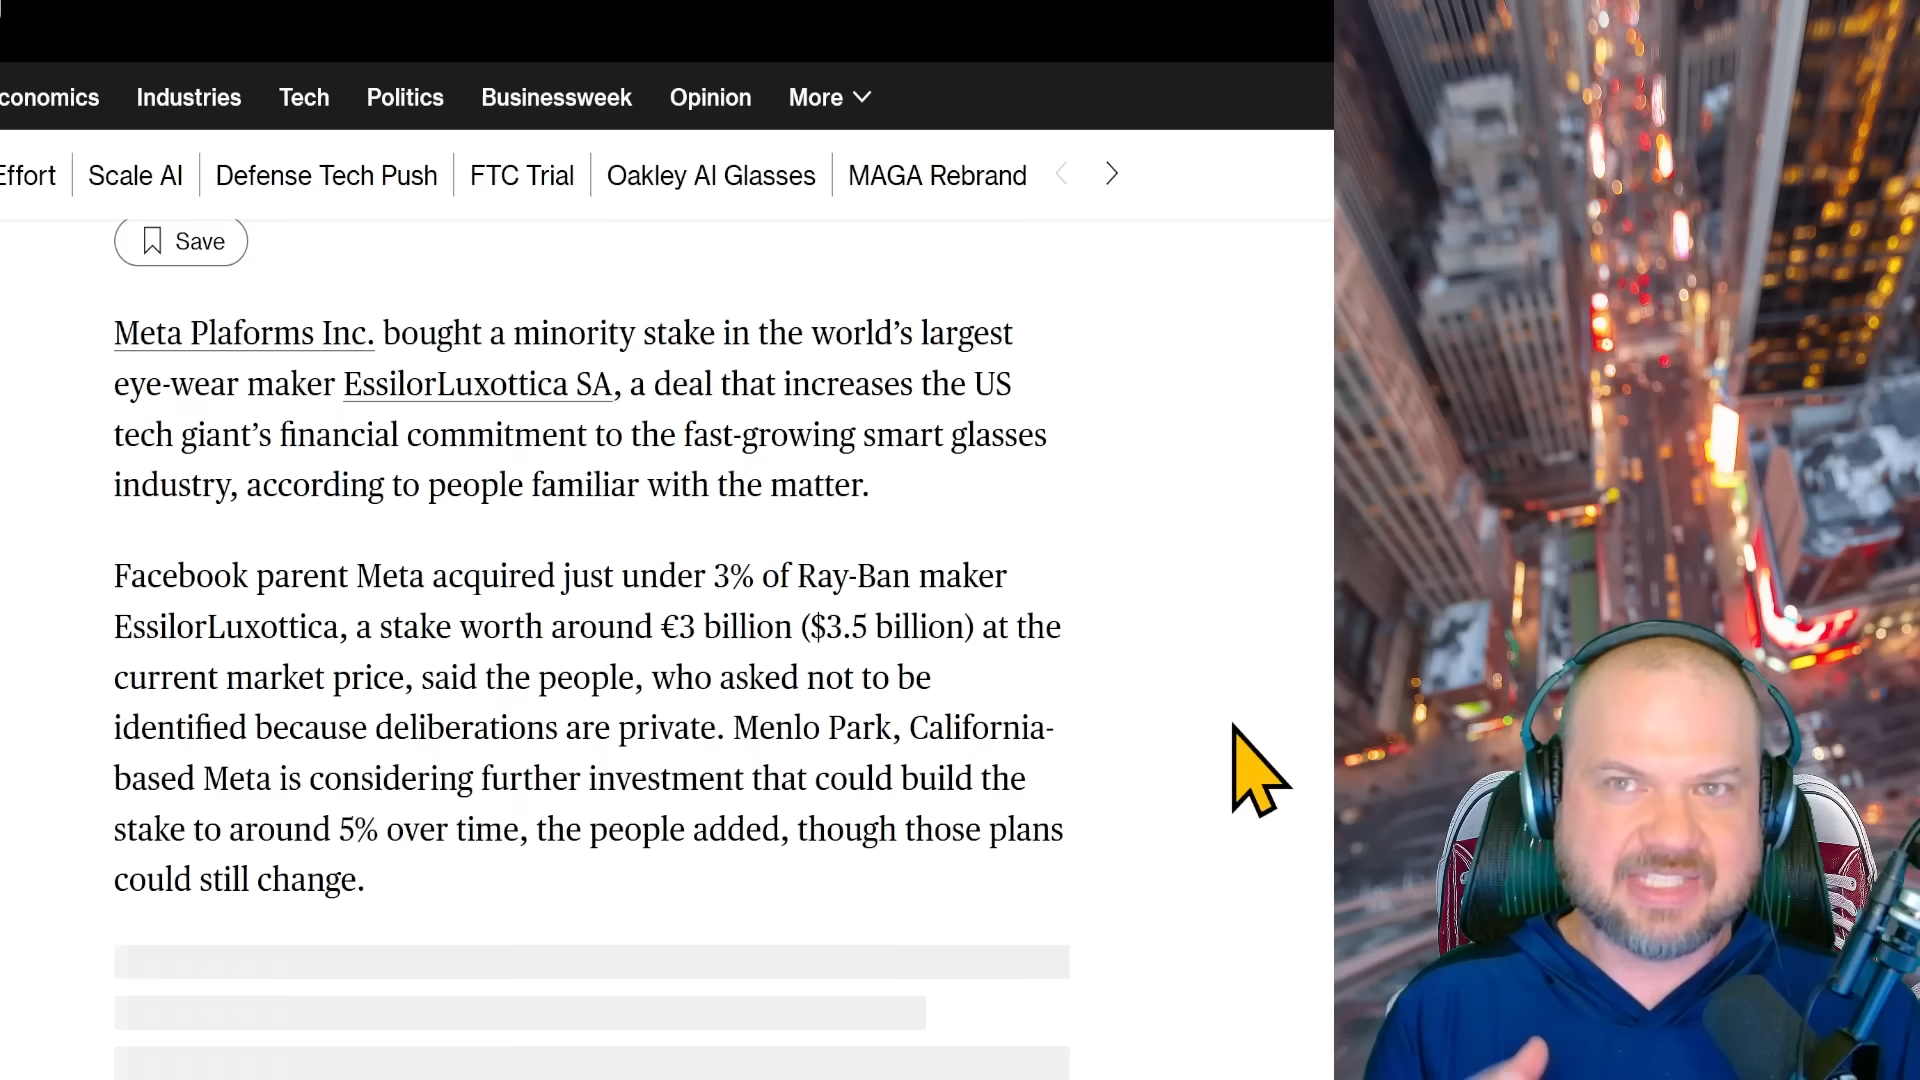 conomics Industries Tech Politics Businessweek Opinion More
Effort Scale AI Defense Tech Push FTC Trial Oakley AI Glasses MAGA Rebrand
Save
Meta Plaforms Inc. bought a minority stake in the world’s largest
eye-wear maker EssilorLuxottica SA, a deal that increases the US
tech giant’s financial commitment to the fast-growing smart glasses
industry, according to people familiar with the matter.
Facebook parent Meta acquired just under 3% of Ray-Ban maker
EssilorLuxottica, a stake worth around €3 billion ($3.5 billion) at the
current market price, said the people, who asked not to be
identified because deliberations are private. Menlo Park, California-
based Meta is considering further investment that could build the
stake to around 5% over time, the people added, though those plans
could still change.